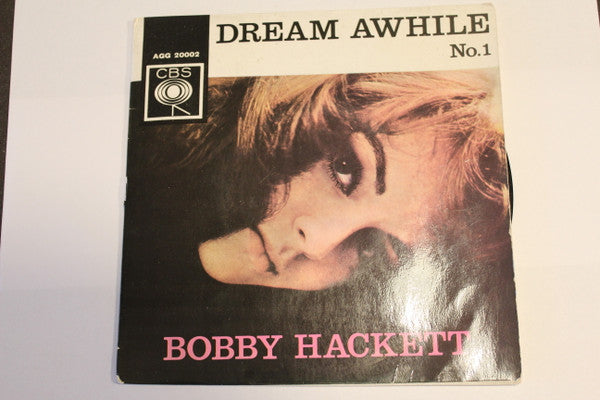 AGG 20002
CBS
DREAM AWHILE
No.1
BOBBY HACKETT